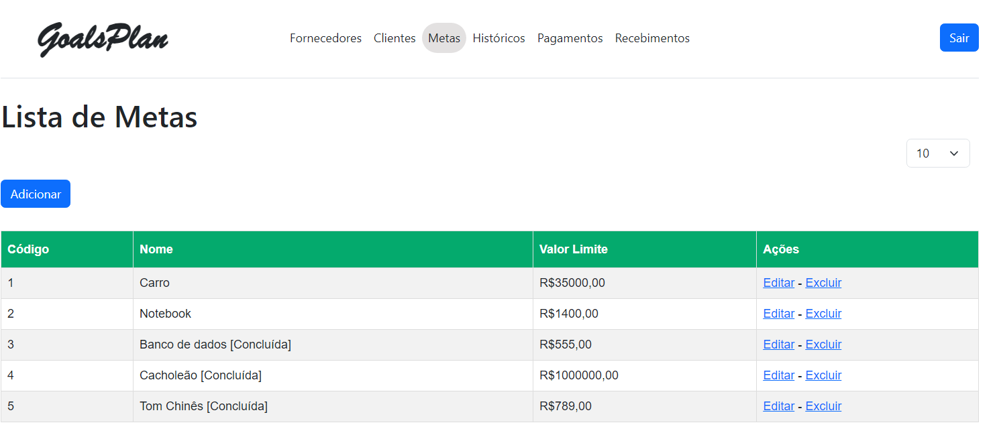 GoalsPlan
Fornecedores Clientes Metas Históricos Pagamentos Recebimentos Sair
Lista de Metas
10
Adicionar
Código Nome Valor Limite Ações
1 Carro R$35000,00 Editar - Excluir
2 Notebook R$1400,00 Editar - Excluir
3 Banco de dados [Concluída] R$555,00 Editar - Excluir
4 Cacholeão [Concluída] R$1000000,00 Editar - Excluir
5 Tom Chinês [Concluída] R$789,00 Editar - Excluir